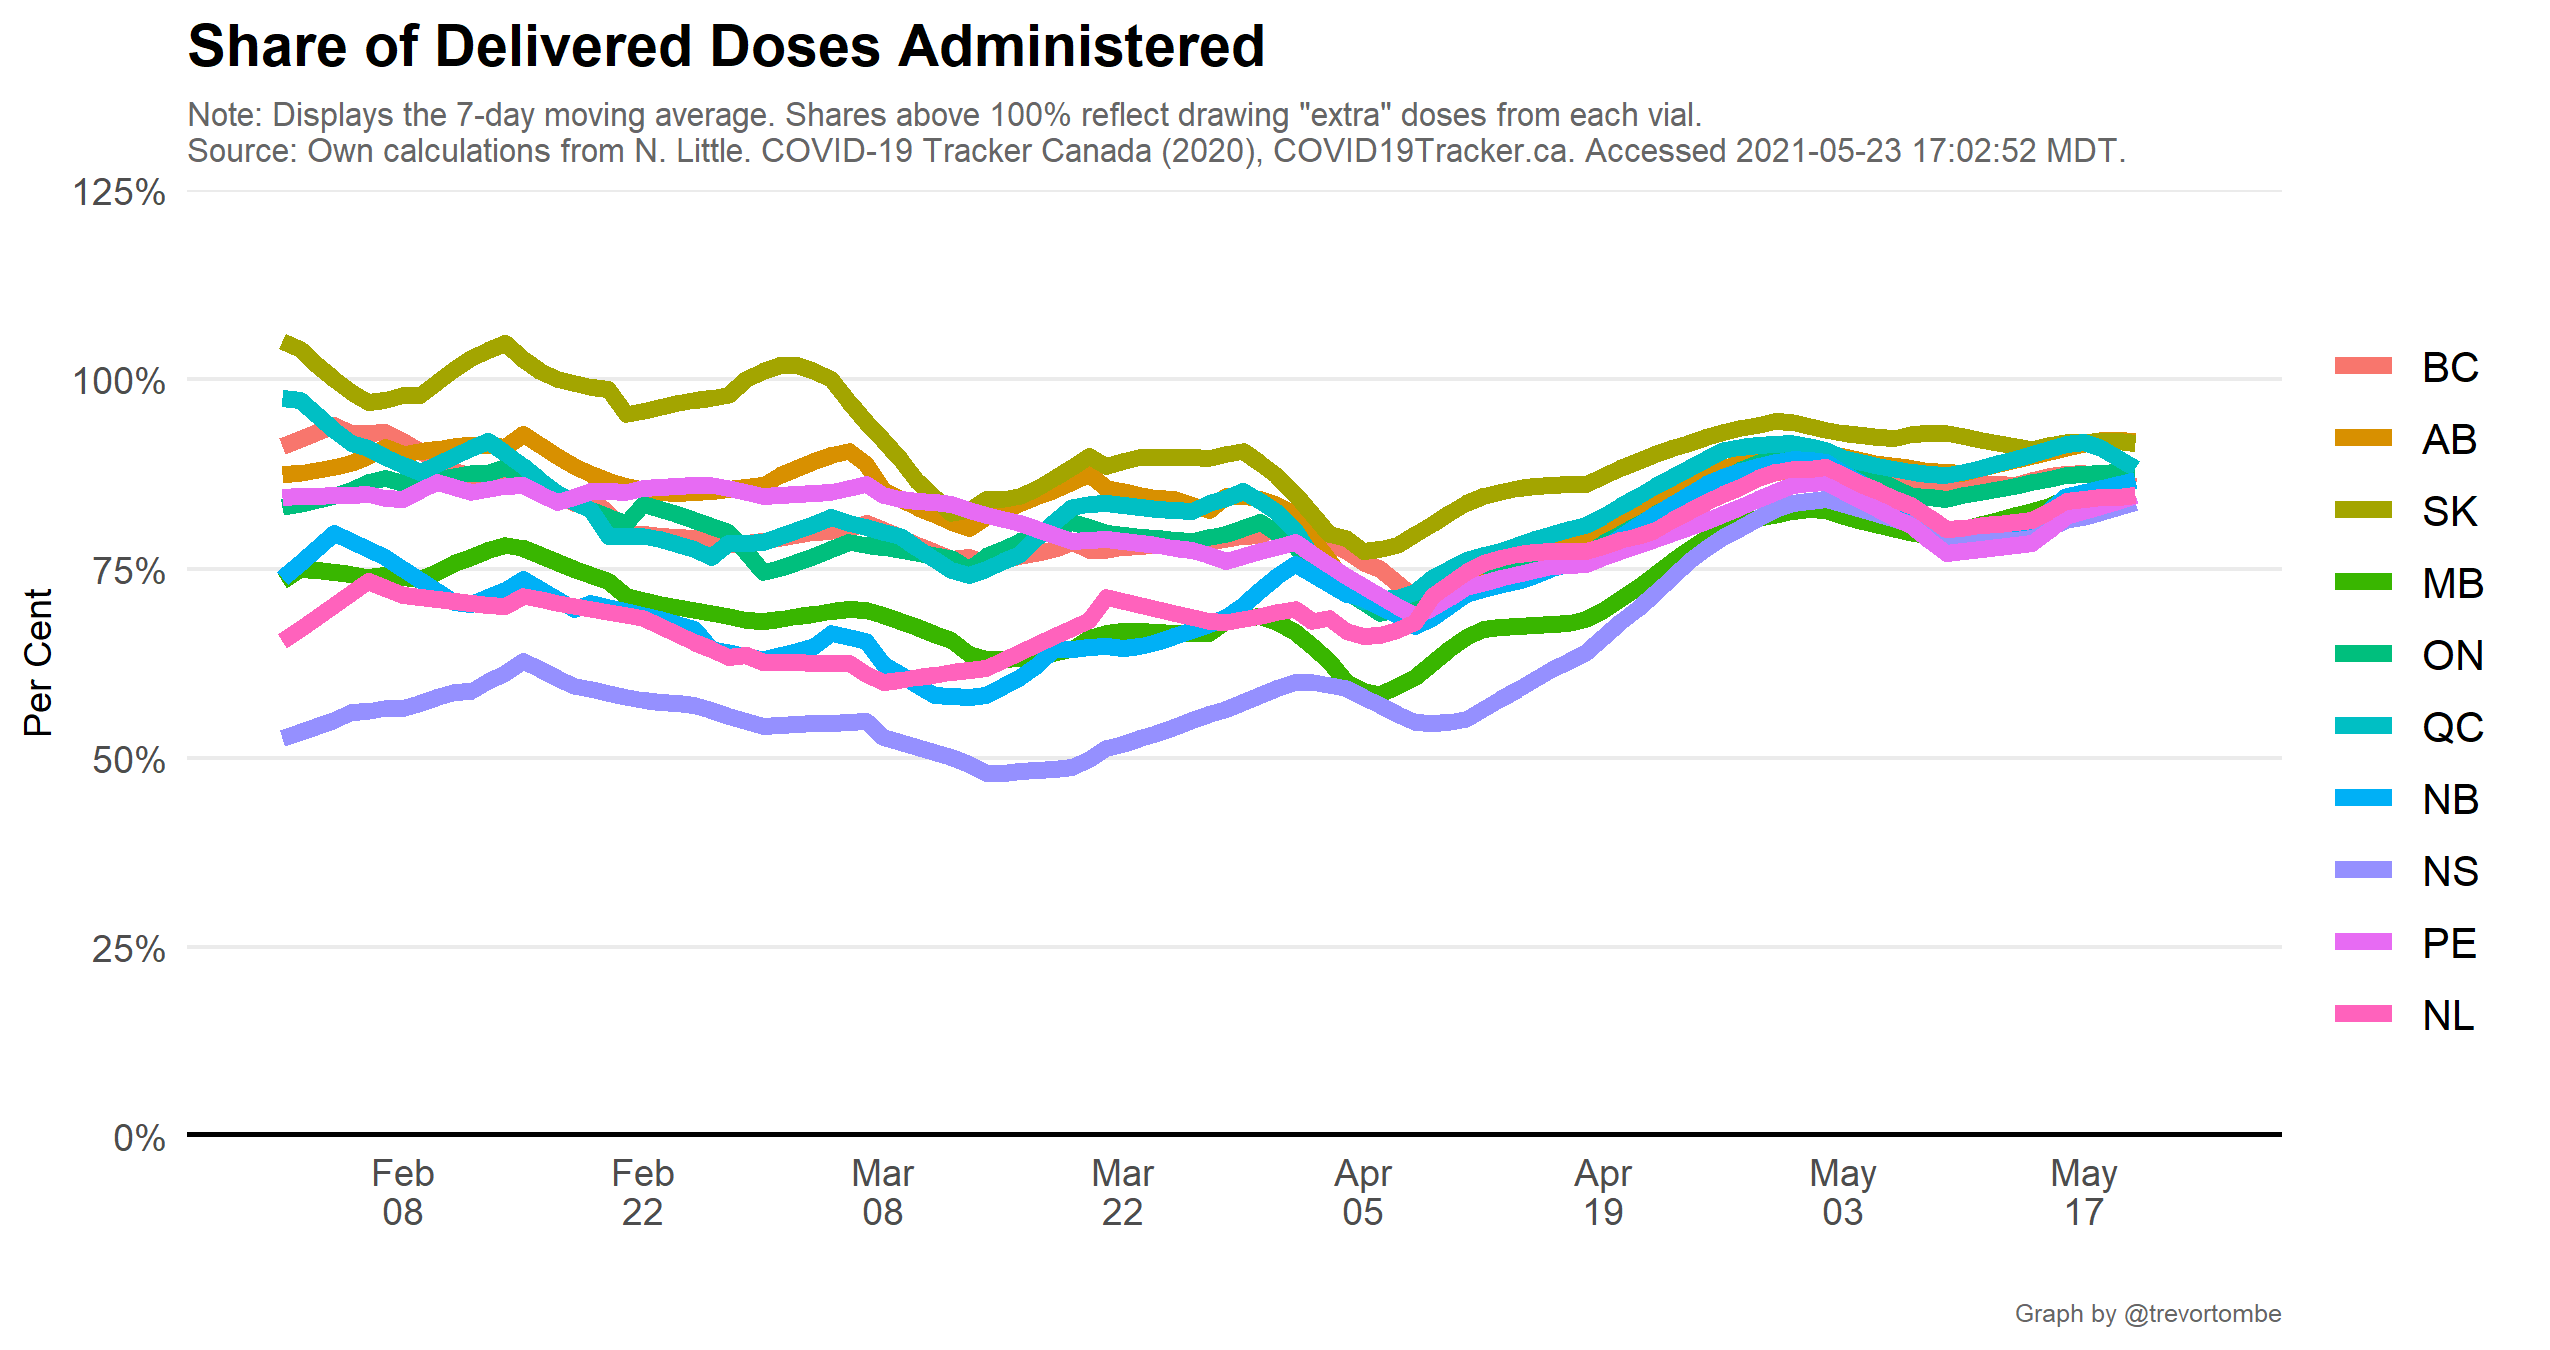 Share of Delivered Doses Administered
Note: Displays the 7-day moving average. Shares above 100% reflect drawing "extra" doses from each vial.
Source: Own calculations from N. Little. COVID-19 Tracker Canada (2020), COVID19Tracker.ca. Accessed 2021-05-23 17:02:52 MDT.
125%
100%
75%
50%
25%
0%
Per Cent
Feb
08
Feb
22
Mar
08
Mar
22
Apr
05
Apr
19
May
03
May
17
BC
AB
SK
MB
ON
QC
NB
NS
PE
NL
Graph by @trevortombe